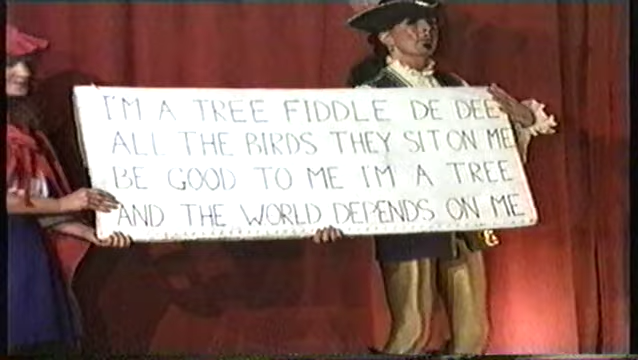 I'M A TREE FIDDLE DE DEE
ALL THE BIRDS THEY SIT ON ME
BE GOOD TO ME I'M A TREE
AND THE WORLD DEPENDS ON ME